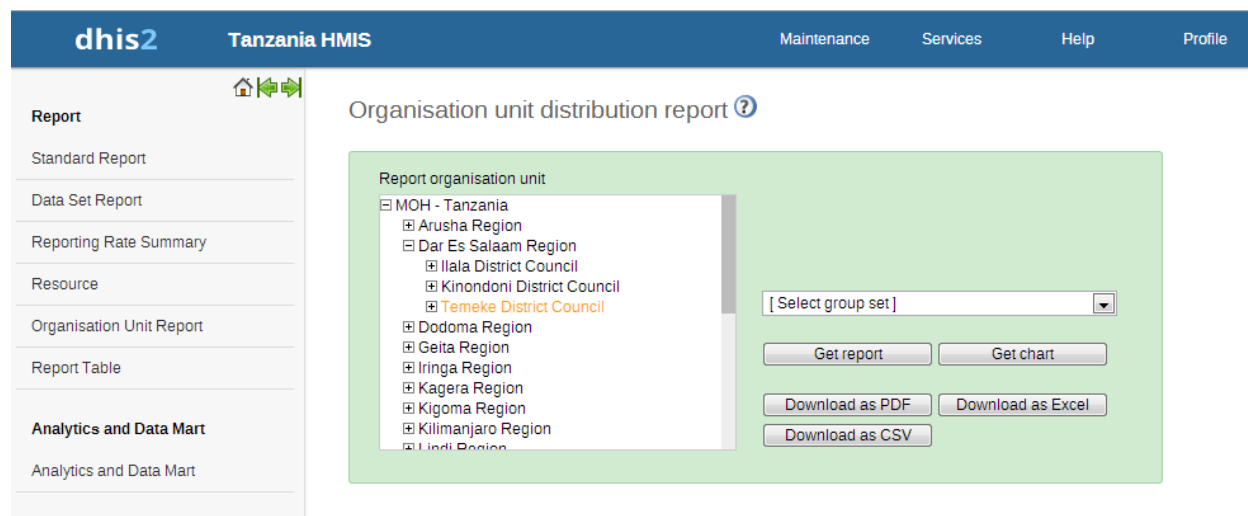 dhis2 Tanzania HMIS Maintenance Services Help Profile
Report
Standard Report
Data Set Report
Reporting Rate Summary
Resource
Organisation Unit Report
Report Table
Analytics and Data Mart
Analytics and Data Mart
Organisation unit distribution report ?
Report organisation unit
MOH - Tanzania
Arusha Region
Dar Es Salaam Region
Ilala District Council
Kinondoni District Council
Temeke District Council
Dodoma Region
Geita Region
Iringa Region
Kagera Region
Kigoma Region
Kilimanjaro Region
Lindi Region
[ Select group set ]
Get report Get chart
Download as PDF Download as Excel
Download as CSV